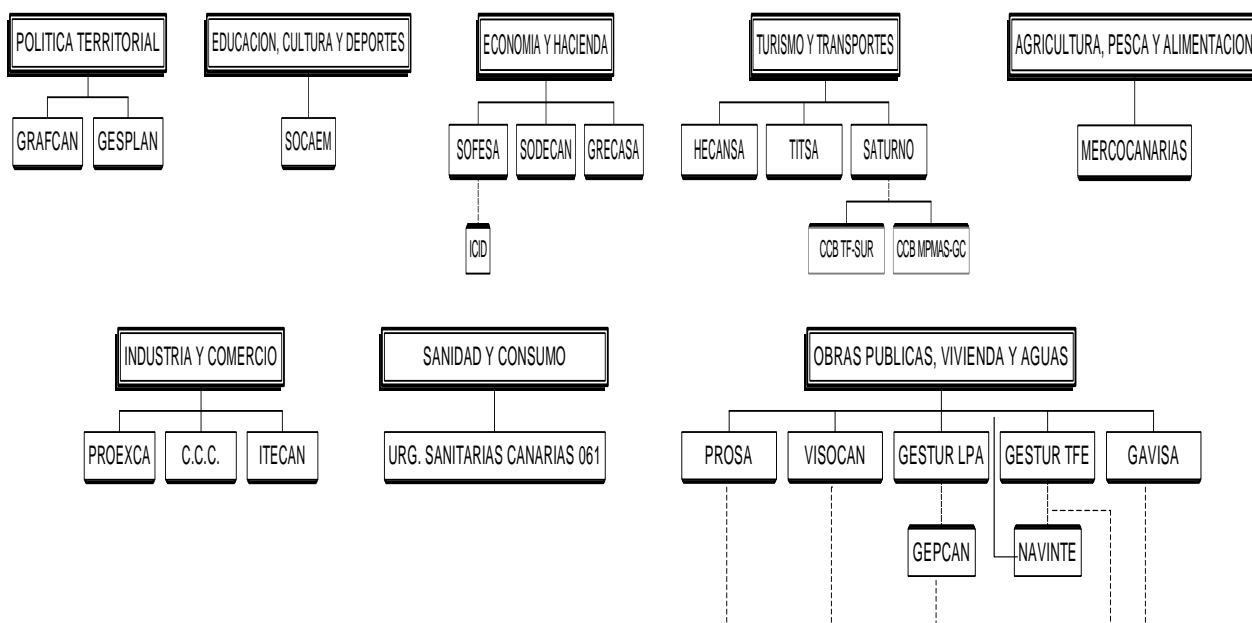 POLITICA TERRITORIAL
EDUCACION, CULTURA Y DEPORTES
ECONOMIA Y HACIENDA
TURISMO Y TRANSPORTES
AGRICULTURA, PESCA Y ALIMENTACION
GRAFCAN
GESPLAN
SOCAEM
SOFESA
SODECAN
GRECASA
HECANSA
TITSA
SATURNO
MERCOCANARIAS
ICID
CCB TF-SUR
CCB MPMAS-GC
INDUSTRIA Y COMERCIO
SANIDAD Y CONSUMO
OBRAS PUBLICAS, VIVIENDA Y AGUAS
PROEXCA
C.C.C.
ITECAN
URG. SANITARIAS CANARIAS 061
PROSA
VISOCAN
GESTUR LPA
GESTUR TFE
GAVISA
GEPCAN
NAVINTE